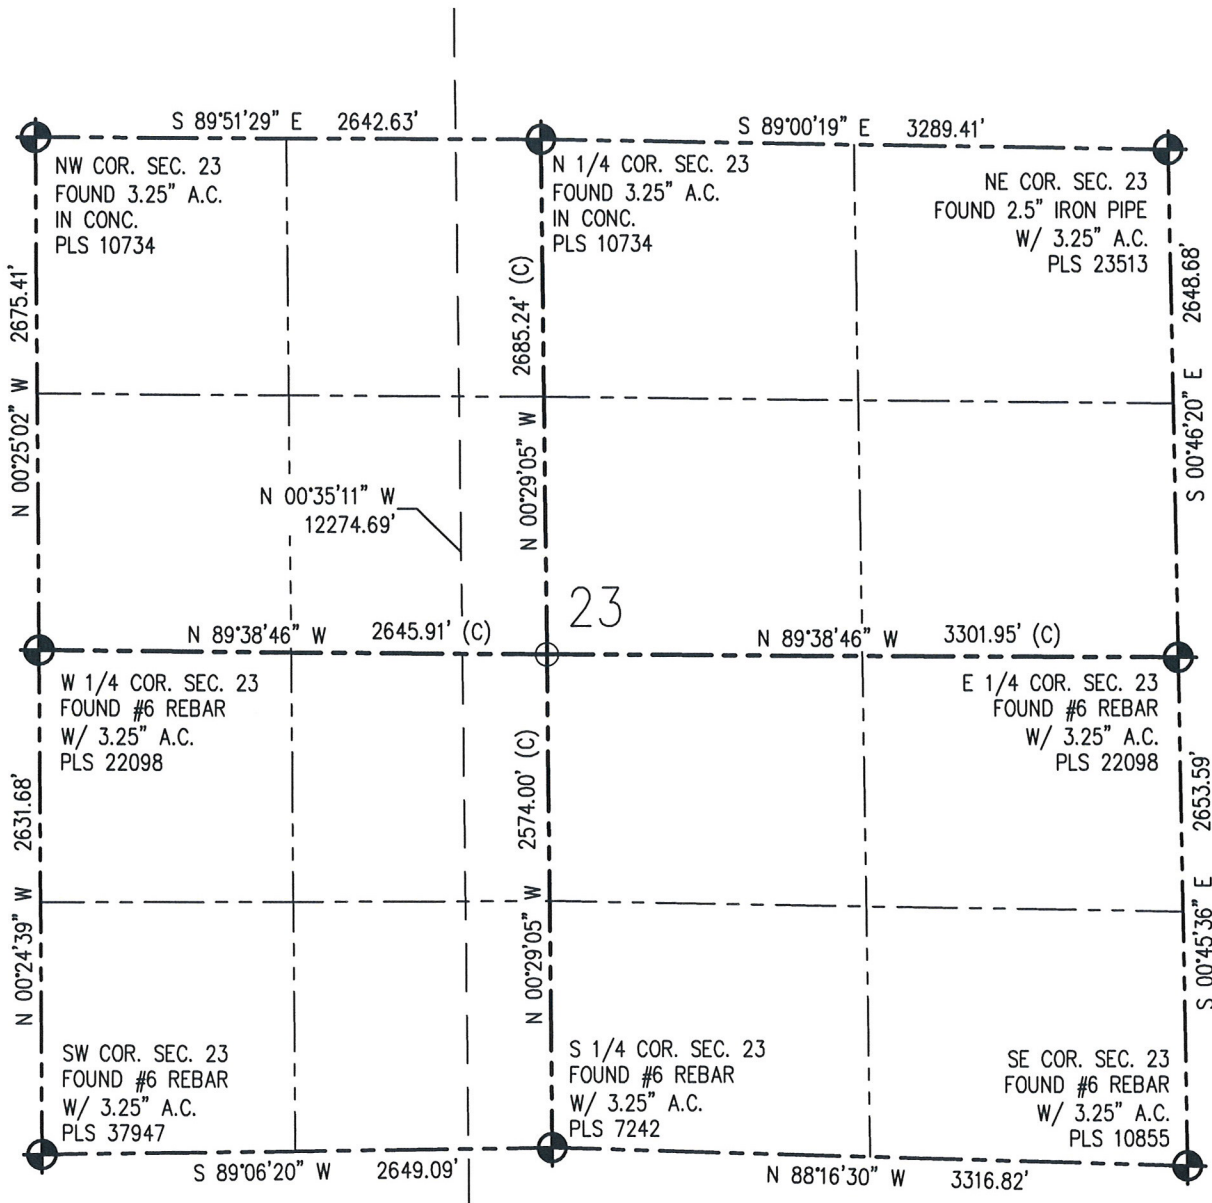 S 89°51'29" E 2642.63'
S 89°00'19" E 3289.41'
NW COR. SEC. 23
FOUND 3.25" A.C.
IN CONC.
PLS 10734
N 1/4 COR. SEC. 23
FOUND 3.25" A.C.
IN CONC.
PLS 10734
NE COR. SEC. 23
FOUND 2.5" IRON PIPE
W/ 3.25" A.C.
PLS 23513
N 00°25'02" W 2675.41'
N 00°29'05" W 2685.24' (C)
S 00°46'20" E 2648.68'
N 00°35'11" W
12274.69'
23
N 89°38'46" W 2645.91' (C)
N 89°38'46" W 3301.95' (C)
W 1/4 COR. SEC. 23
FOUND #6 REBAR
W/ 3.25" A.C.
PLS 22098
E 1/4 COR. SEC. 23
FOUND #6 REBAR
W/ 3.25" A.C.
PLS 22098
N 00°24'39" W 2631.68'
N 00°29'05" W 2574.00' (C)
S 00°45'36" E 2653.59'
SW COR. SEC. 23
FOUND #6 REBAR
W/ 3.25" A.C.
PLS 37947
S 1/4 COR. SEC. 23
FOUND #6 REBAR
W/ 3.25" A.C.
PLS 7242
SE COR. SEC. 23
FOUND #6 REBAR
W/ 3.25" A.C.
PLS 10855
S 89°06'20" W 2649.09'
N 88°16'30" W 3316.82'